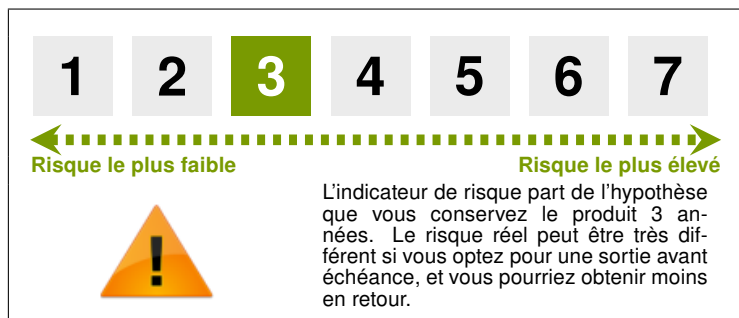 1 2 3 4 5 6 7
Risque le plus faible Risque le plus élevé
L'indicateur de risque part de l'hypothèse
que vous conservez le produit 3 an-
nées. Le risque réel peut être très dif-
férent si vous optez pour une sortie avant
échéance, et vous pourriez obtenir moins
en retour.